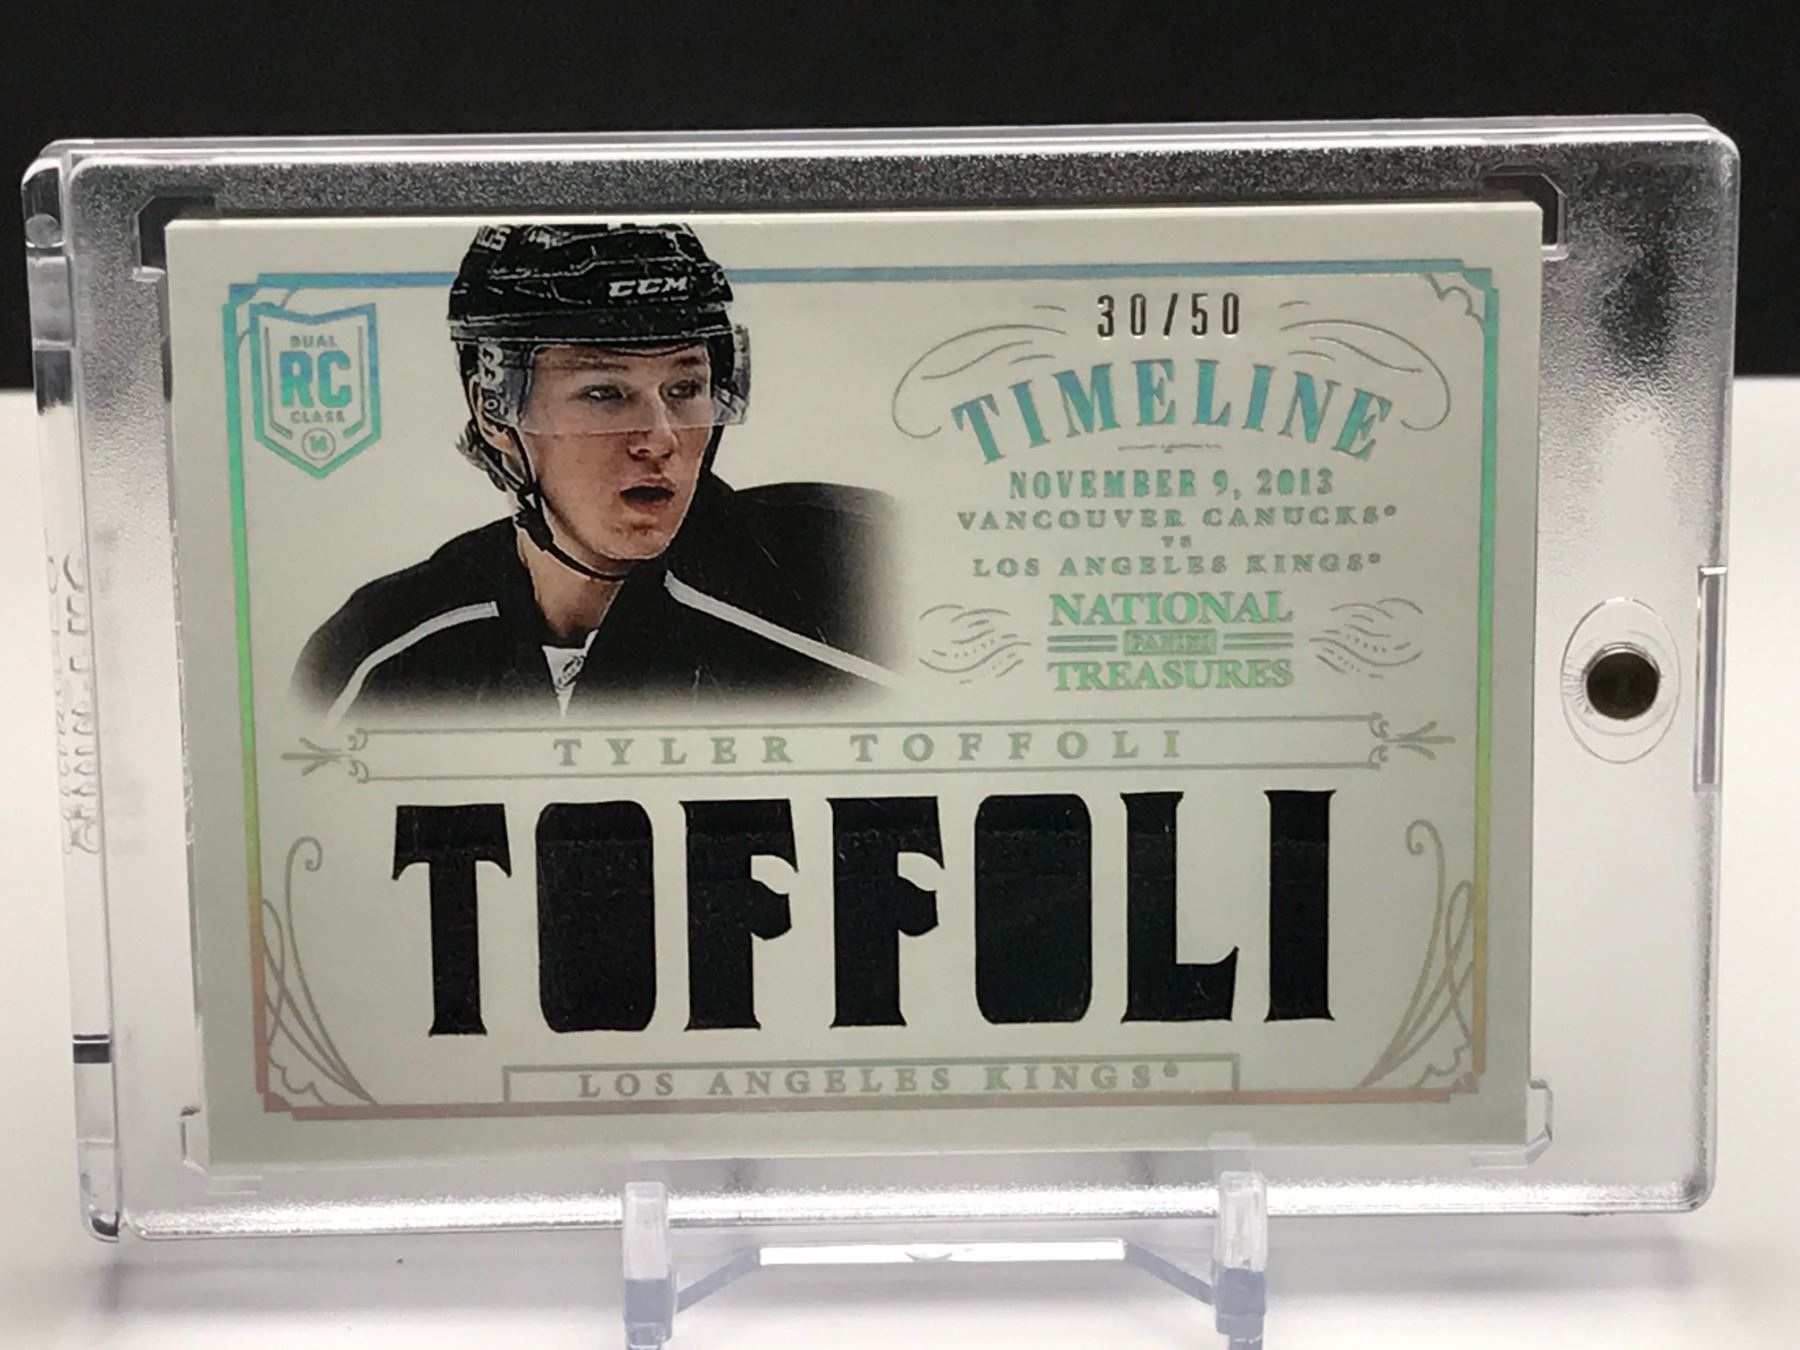 CCM
30/50
DUAL
RC
CLASS
14
TIMELINE
NOVEMBER 9, 2013
VANCOUVER CANUCKS®
VS
LOS ANGELES KINGS®
NATIONAL
PANINI
TREASURES
TYLER TOFFOLI
TOFFOLI
LOS ANGELES KINGS®